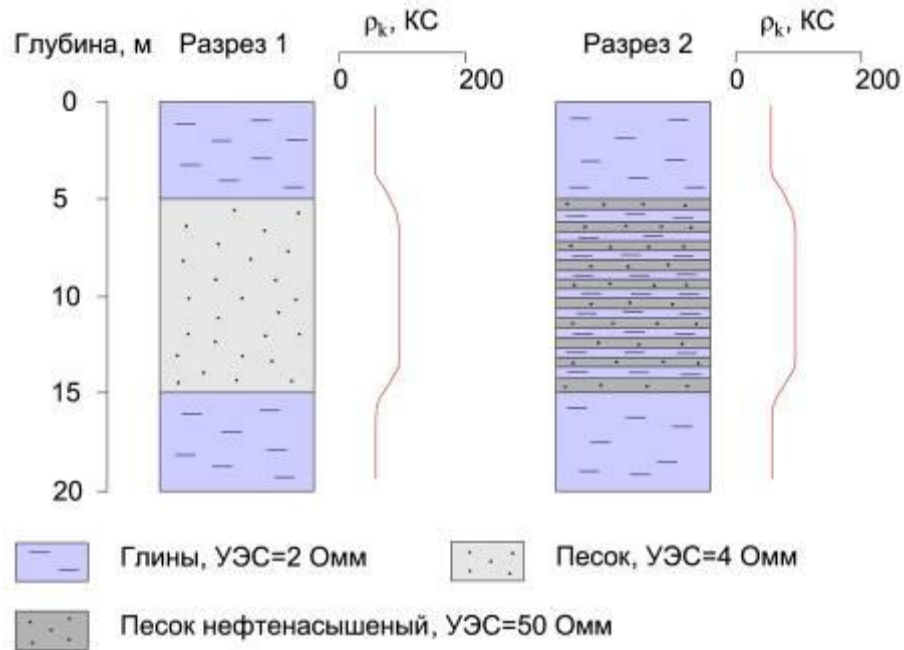 Глубина, м Разрез 1 ρk, КС Разрез 2 ρk, КС
0 200 0 200
0
5
10
15
20
Глины, УЭС=2 Омм Песок, УЭС=4 Омм
Песок нефтенасышеный, УЭС=50 Омм